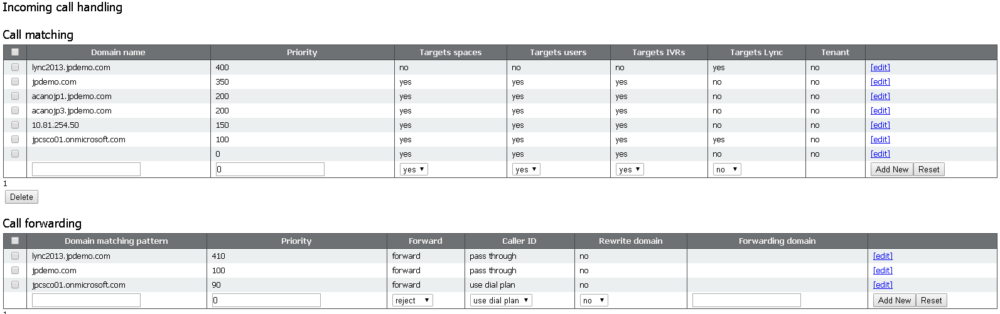 Incoming call handling
Call matching
Domain name Priority Targets spaces Targets users Targets IVRs Targets Lync Tenant
lync2013.jpdemo.com 400 no no no yes no [edit]
jpdemo.com 350 yes yes yes no no [edit]
acanojp1.jpdemo.com 200 yes yes yes no no [edit]
acanojp3.jpdemo.com 200 yes yes yes no no [edit]
10.81.254.50 150 yes yes yes no no [edit]
jpcsco01.onmicrosoft.com 100 yes yes yes yes no [edit]
0 yes yes yes no no [edit]
0 yes yes yes no Add New Reset
1
Delete
Call forwarding
Domain matching pattern Priority Forward Caller ID Rewrite domain Forwarding domain
lync2013.jpdemo.com 410 forward pass through no [edit]
jpdemo.com 100 forward pass through no [edit]
jpcsco01.onmicrosoft.com 90 forward use dial plan no [edit]
0 reject use dial plan no Add New Reset